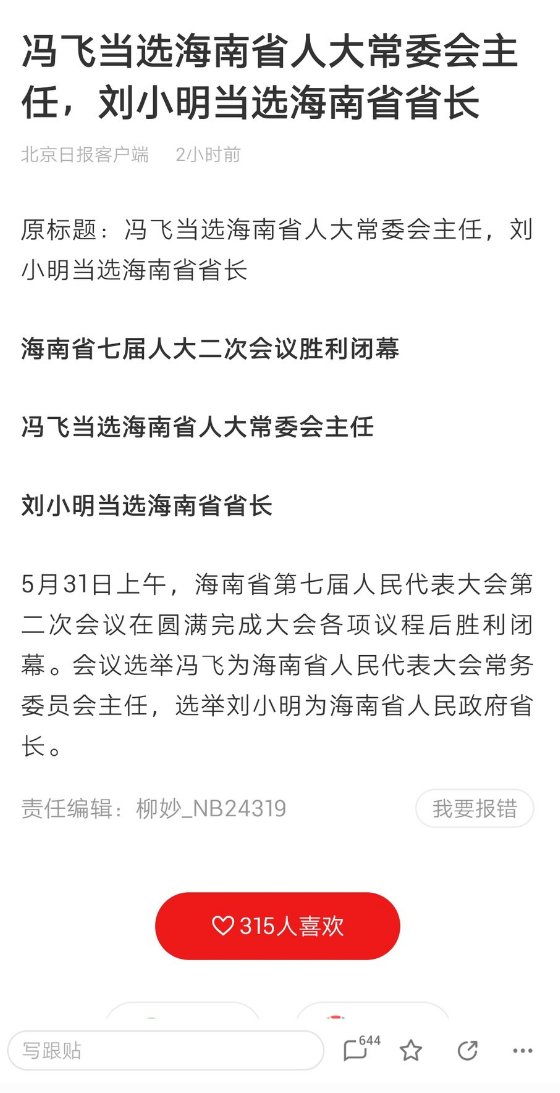 冯飞当选海南省人大常委会主
任，刘小明当选海南省省长
北京日报客户端 2小时前
原标题：冯飞当选海南省人大常委会主任，刘
小明当选海南省省长
海南省七届人大二次会议胜利闭幕
冯飞当选海南省人大常委会主任
刘小明当选海南省省长
5月31日上午，海南省第七届人民代表大会第
二次会议在圆满完成大会各项议程后胜利闭
幕。会议选举冯飞为海南省人民代表大会常务
委员会主任，选举刘小明为海南省人民政府省
长。
责任编辑：柳妙_NB24319 我要报错
315人喜欢
写跟贴 644